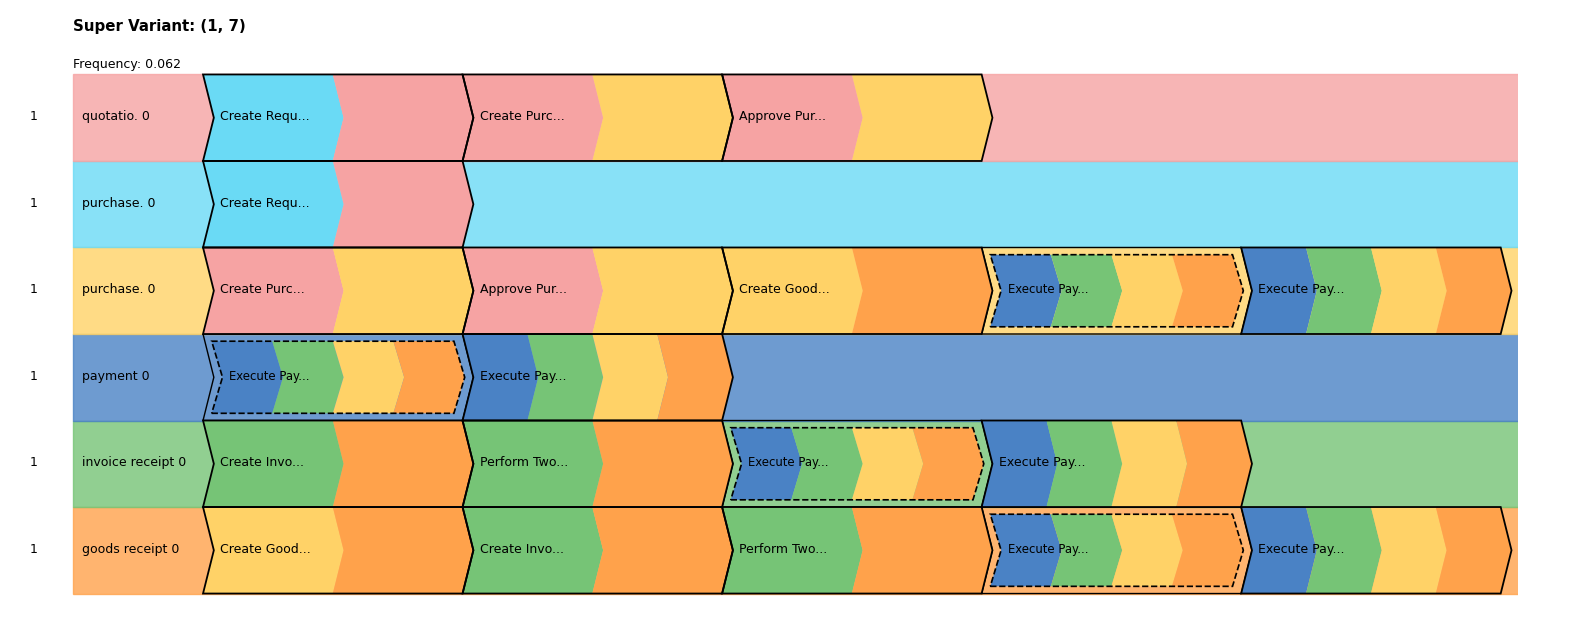 Super Variant: (1, 7)
Frequency: 0.062
1 quotatio. 0 Create Requ... Create Purc... Approve Pur...
1 purchase. 0 Create Requ...
1 purchase. 0 Create Purc... Approve Pur... Create Good... Execute Pay... Execute Pay...
1 payment 0 Execute Pay... Execute Pay...
1 invoice receipt 0 Create Invo... Perform Two... Execute Pay... Execute Pay...
1 goods receipt 0 Create Good... Create Invo... Perform Two... Execute Pay... Execute Pay...